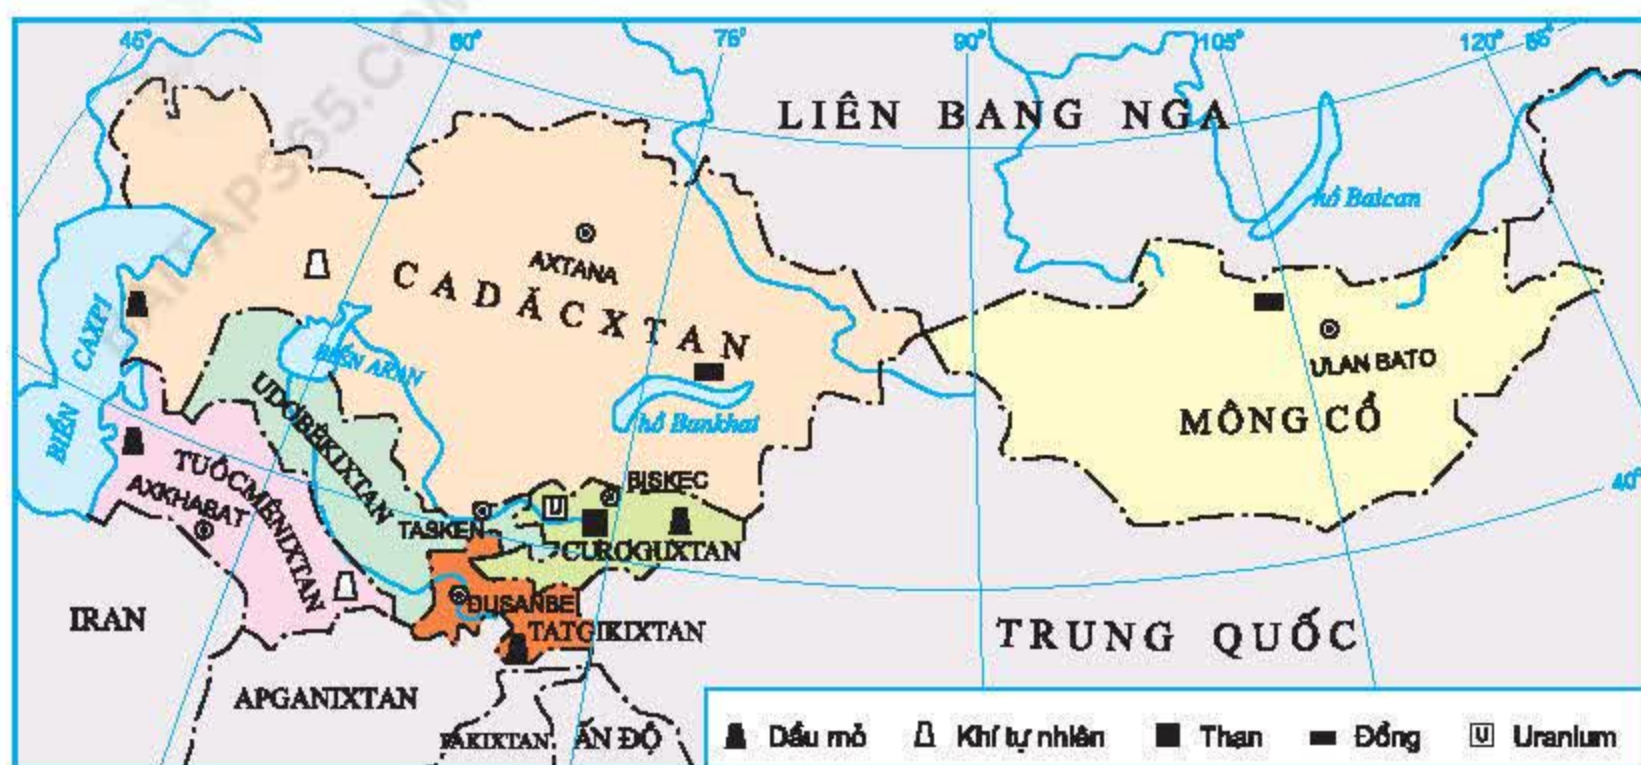 45° 60° 75° 90° 105° 120°
LIÊN BANG NGA
hồ Baican
AXTANA
CADĂCXTAN
BIỂN CAXPI
BIỂN ARAN
ULAN BATO
hồ Bankhat
MÔNG CỔ
UDƠBÊKIXTAN
TUỐCMÊNIXTAN
AXKHABAT
BISKEC
40°
U
TASKEN
CUROGUXTAN
ĐUSANBE
IRAN
TATGIKIXTAN
TRUNG QUỐC
APGANIXTAN
PAKIXTAN
ẤN ĐỘ
Dầu mỏ
Khí tự nhiên
Than
Đồng
U Uranium